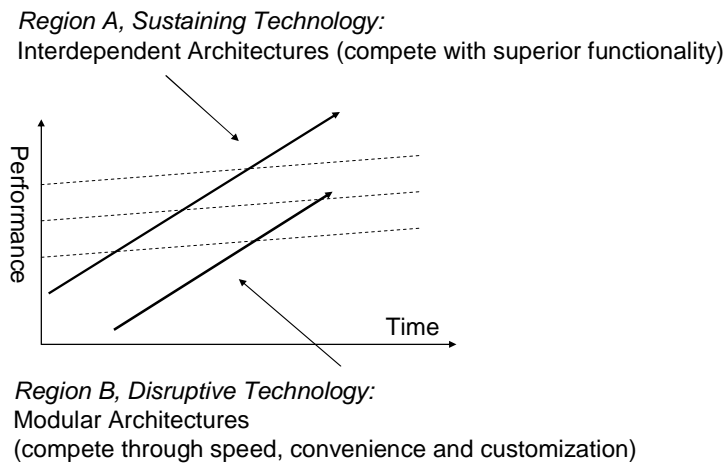 Region A, Sustaining Technology:
Interdependent Architectures (compete with superior functionality)
Performance
Time
Region B, Disruptive Technology:
Modular Architectures
(compete through speed, convenience and customization)